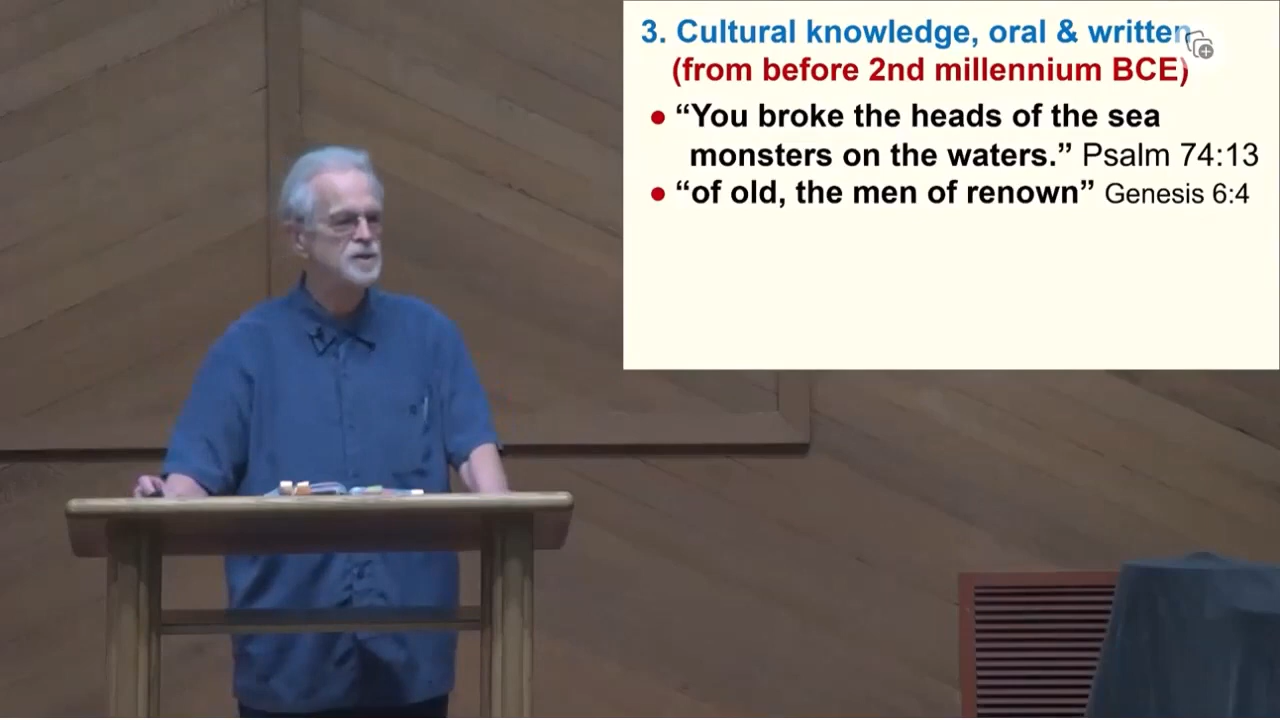 3. Cultural knowledge, oral & written
(from before 2nd millennium BCE)
● “You broke the heads of the sea
monsters on the waters.” Psalm 74:13
● “of old, the men of renown” Genesis 6:4